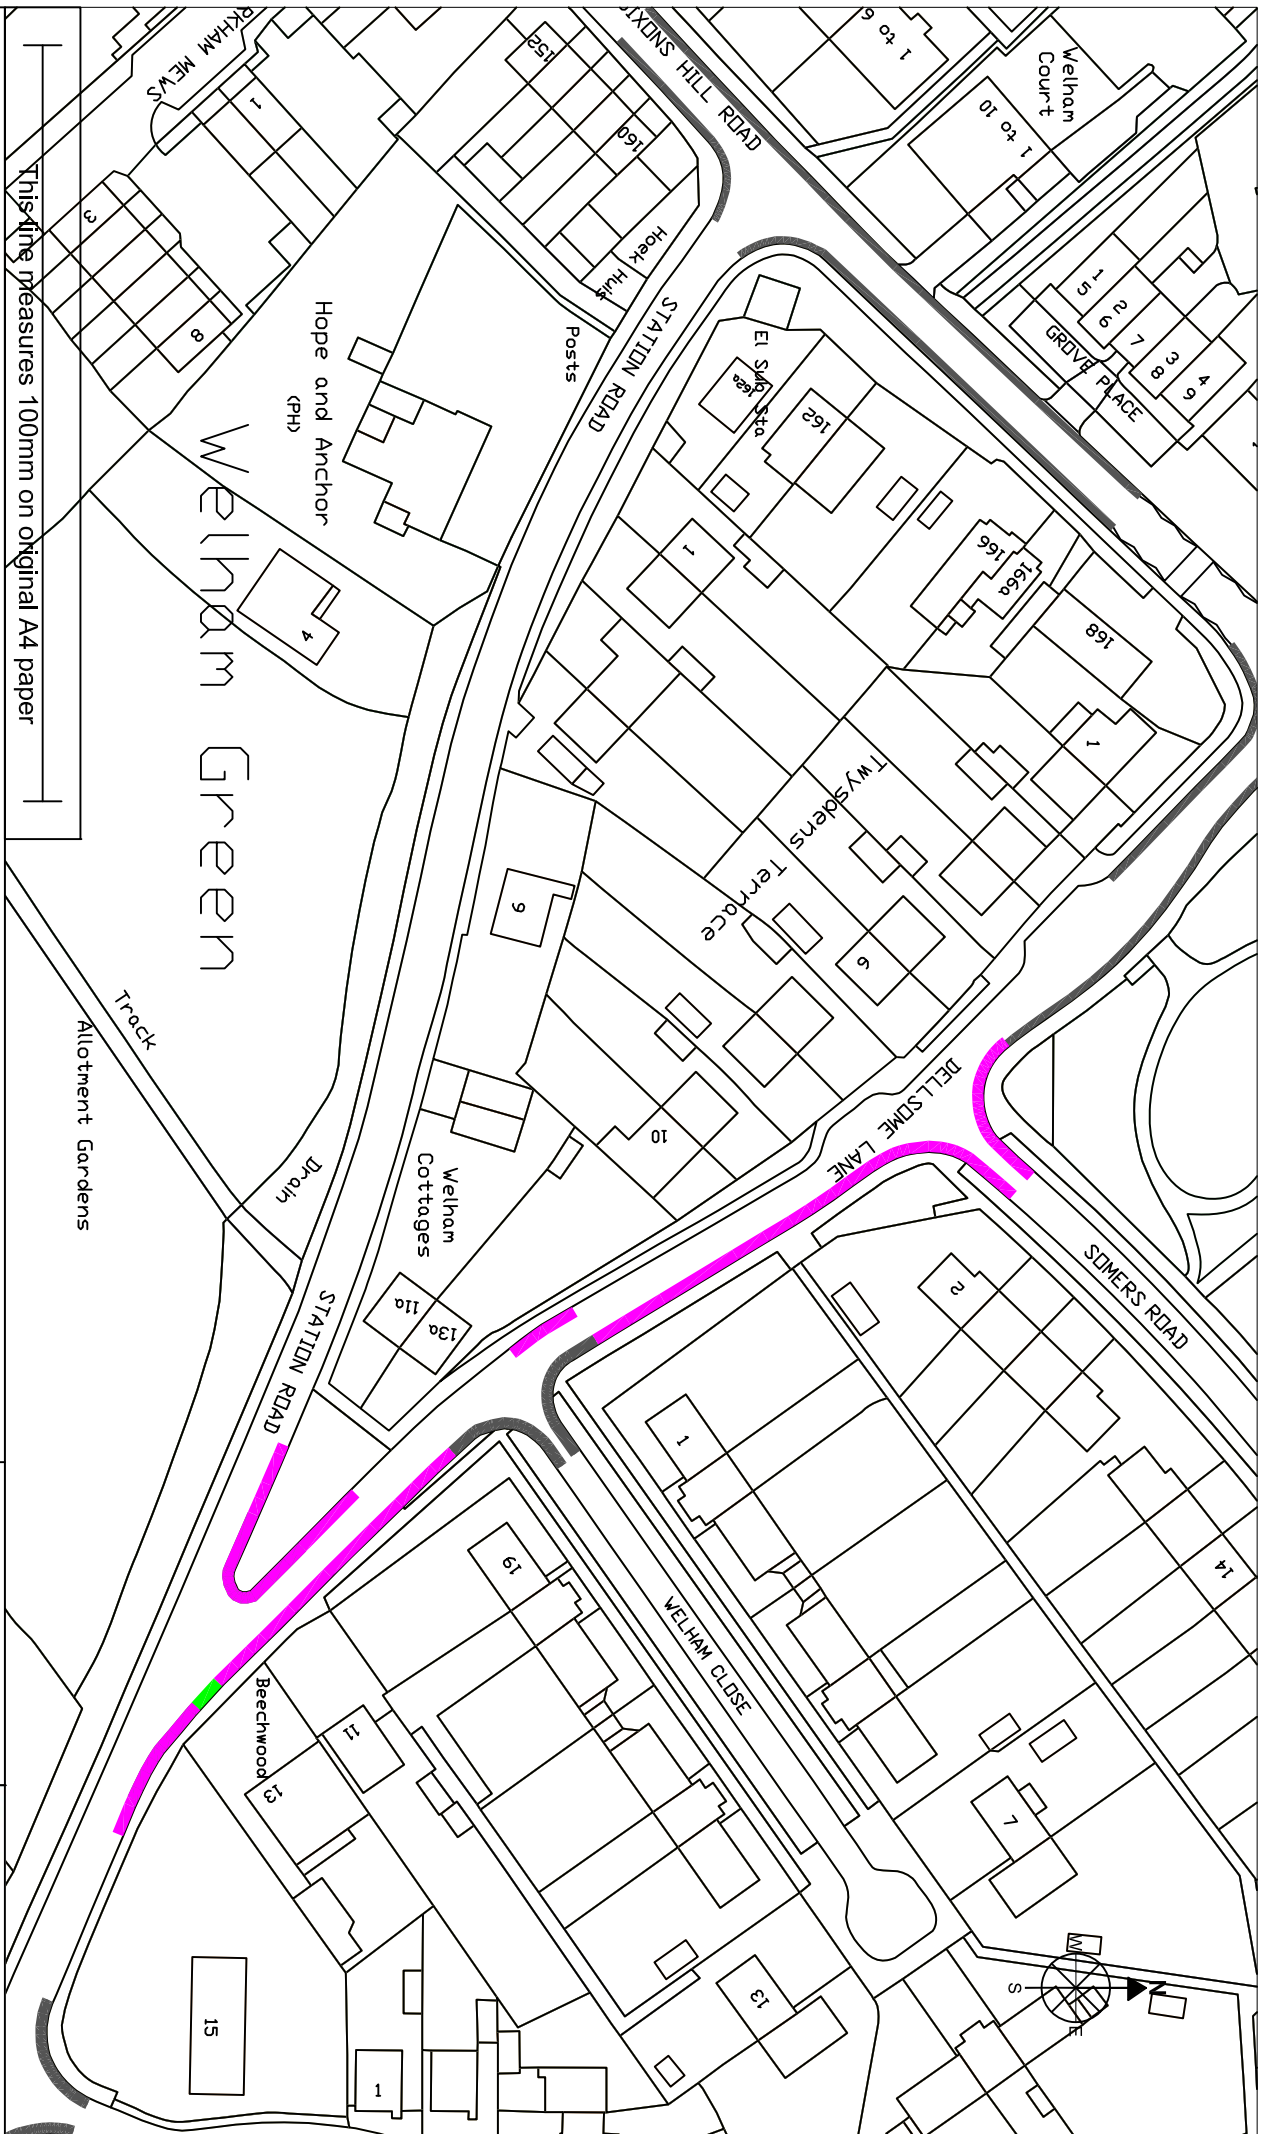 This line measures 100mm on original A4 paper
DIXONS HILL ROAD
RKHAM MEWS
152
160
1 to 6
Welham
Court
1 to 10
1
3
8
Hoek Huis
STATION ROAD
Hope and Anchor
(PH)
Posts
El Sub Sta
162a
162
1 2 3 4
5 6 7 8 9
GROVE PLACE
166
166a
168
1
1
4
Welham Green
Twysdens
Terrace
9
6
10
Track
Allotment Gardens
Drain
Welham
Cottages
11a
13a
DELLSOME LANE
SOMERS ROAD
2
14
STATION ROAD
1
19
WELHAM CLOSE
Beechwood
11
13
7
13
15
1
N
E
S
W